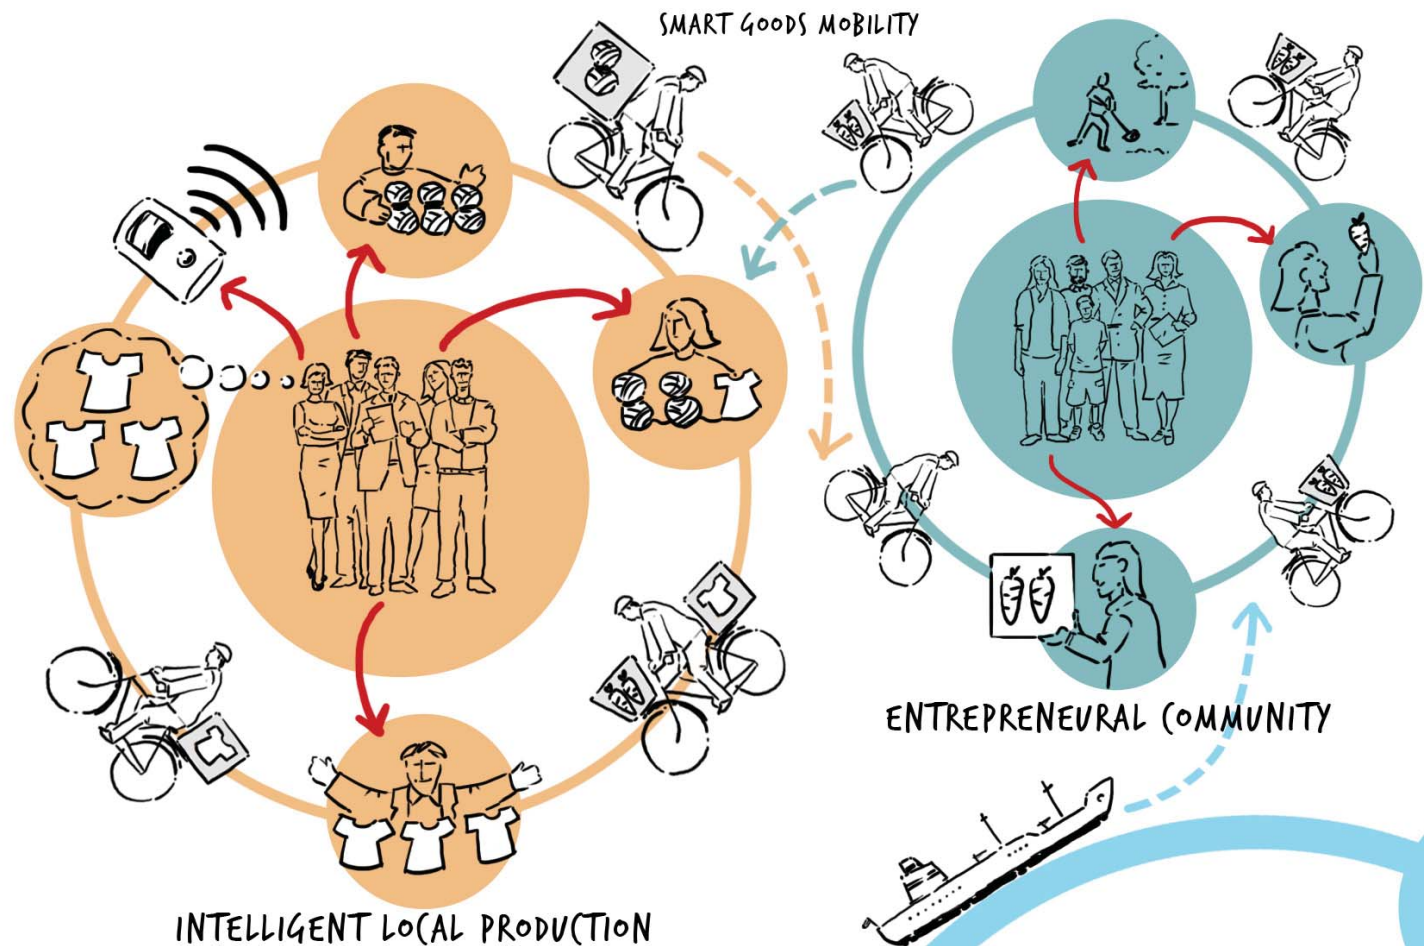 SMART GOODS MOBILITY
ENTREPRENEURAL COMMUNITY
INTELLIGENT LOCAL PRODUCTION